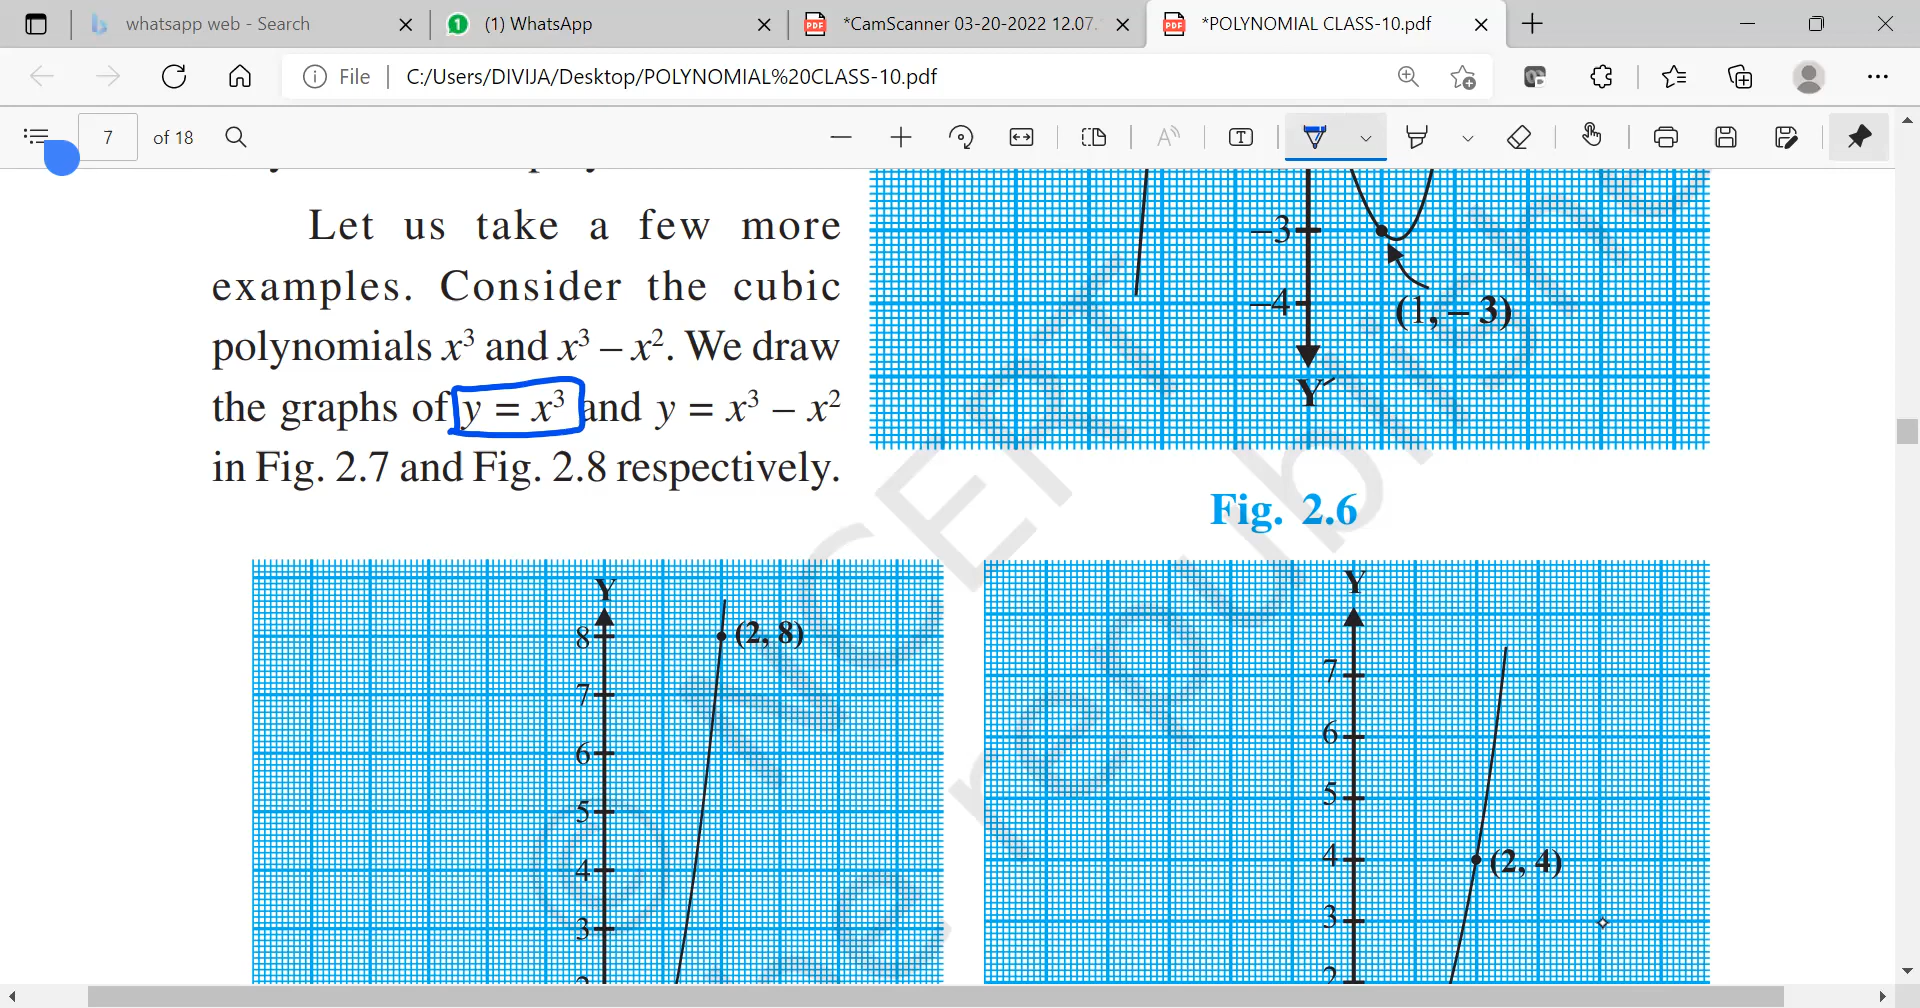 whatsapp web - Search
(1) WhatsApp
*CamScanner 03-20-2022 12.07.
*POLYNOMIAL CLASS-10.pdf
File
C:/Users/DIVIJA/Desktop/POLYNOMIAL%20CLASS-10.pdf
7 of 18
Let us take a few more
examples. Consider the cubic
polynomials x³ and x³ – x². We draw
the graphs of y = x³ and y = x³ – x²
in Fig. 2.7 and Fig. 2.8 respectively.
–3
–4
(1, – 3)
Y′
Fig. 2.6
Y
8
(2, 8)
7
6
5
4
3
2
Y
7
6
5
4
(2, 4)
3
2